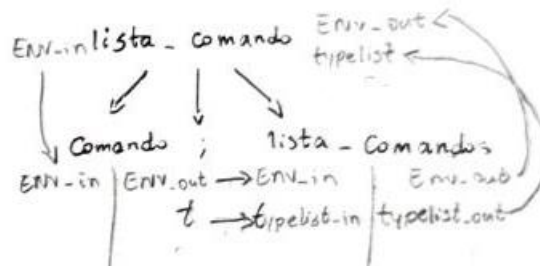 ENV_in lista_comando Env_out
typelist
Comando ; lista_Comandos
ENV_in ENV_out → ENV_in Env_out
t → typelist_in typelist_out